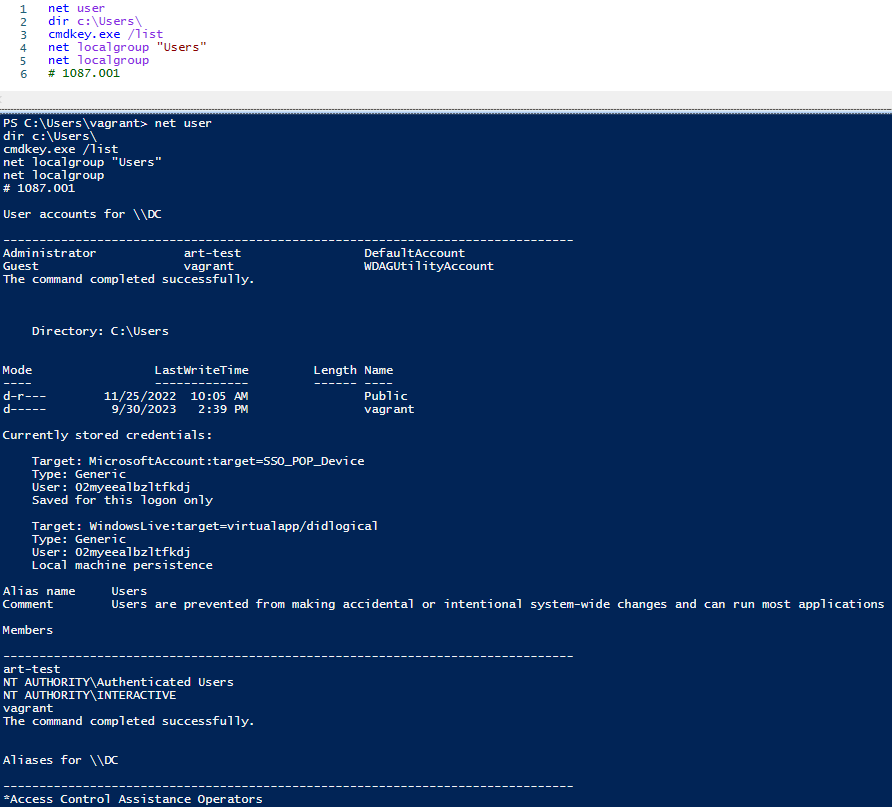 1 net user
2 dir c:\Users\
3 cmdkey.exe /list
4 net localgroup "Users"
5 net localgroup
6 # 1087.001
PS C:\Users\vagrant> net user
dir c:\Users\
cmdkey.exe /list
net localgroup "Users"
net localgroup
# 1087.001
User accounts for \\DC
-------------------------------------------------------------------------------
Administrator art-test DefaultAccount
Guest vagrant WDAGUtilityAccount
The command completed successfully.
Directory: C:\Users
Mode LastWriteTime Length Name
---- ------------- ------ ----
d-r--- 11/25/2022 10:05 AM Public
d----- 9/30/2023 2:39 PM vagrant
Currently stored credentials:
Target: MicrosoftAccount:target=SSO_POP_Device
Type: Generic
User: 02myeealbzltfkdj
Saved for this logon only
Target: WindowsLive:target=virtualapp/didlogical
Type: Generic
User: 02myeealbzltfkdj
Local machine persistence
Alias name Users
Comment Users are prevented from making accidental or intentional system-wide changes and can run most applications
Members
-------------------------------------------------------------------------------
art-test
NT AUTHORITY\Authenticated Users
NT AUTHORITY\INTERACTIVE
vagrant
The command completed successfully.
Aliases for \\DC
-------------------------------------------------------------------------------
*Access Control Assistance Operators